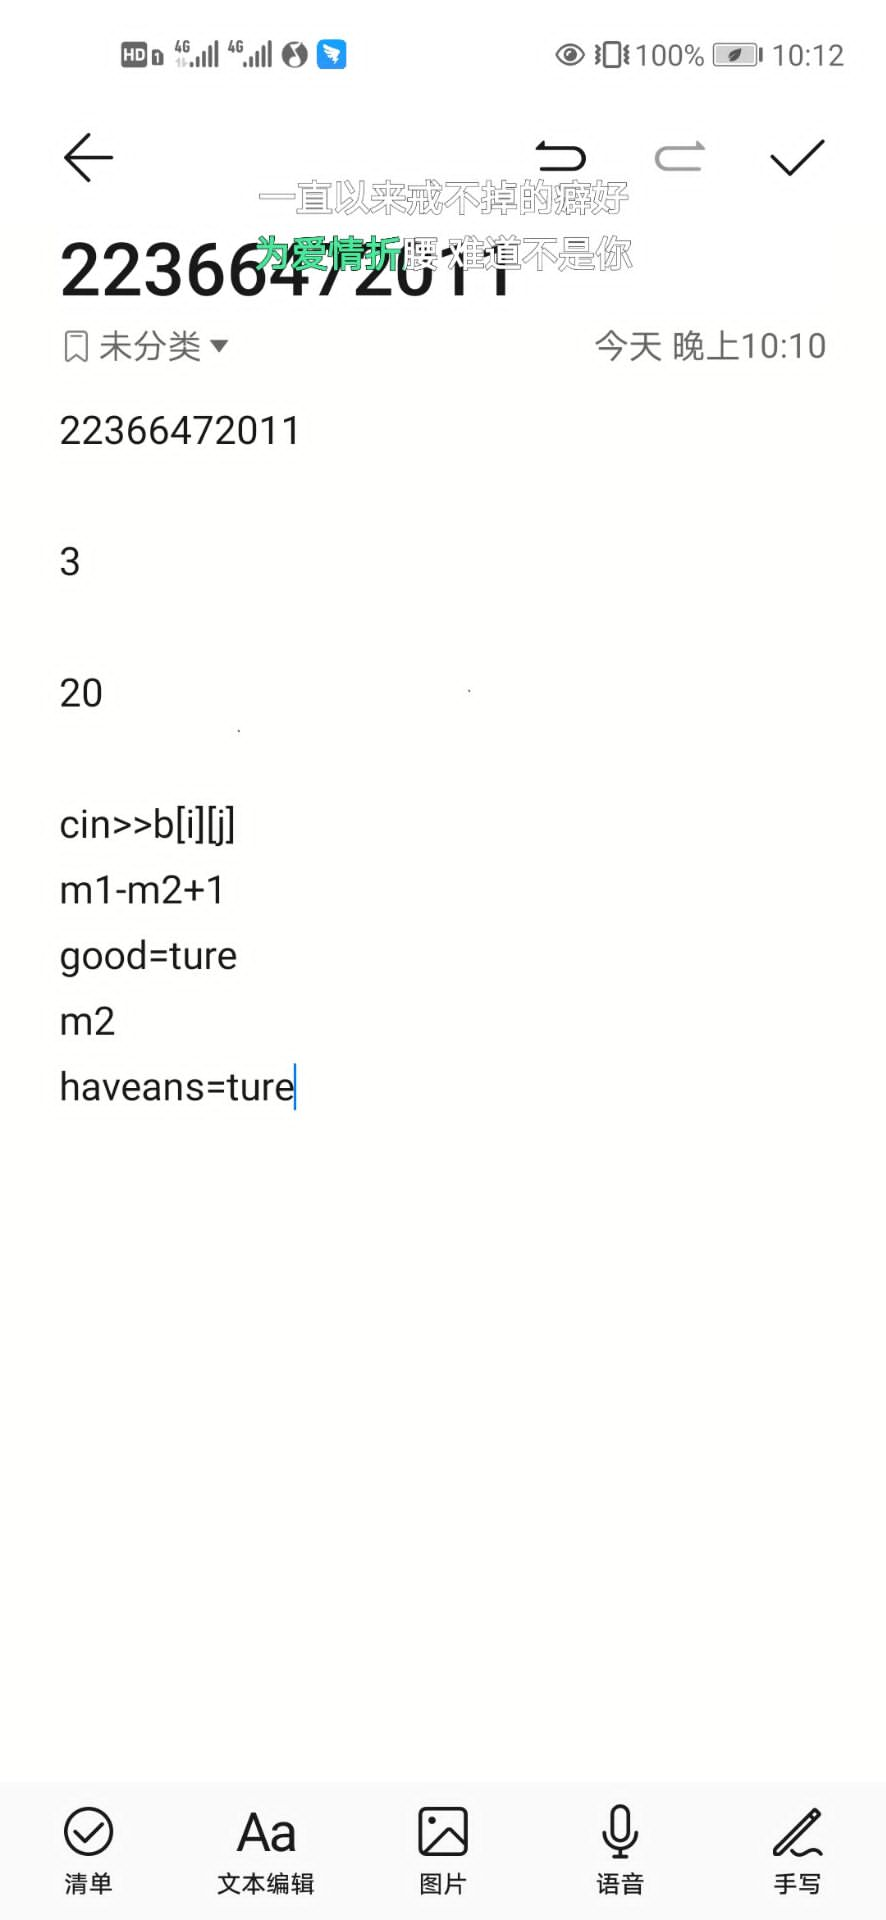 HD 1 4G 4G 100% 10:12
一直以来戒不掉的癖好
为爱情折腰 难道不是你
22366472011
未分类 今天 晚上10:10
22366472011
3
20
cin>>b[i][j]
m1-m2+1
good=ture
m2
haveans=ture
Aa
清单 文本编辑 图片 语音 手写